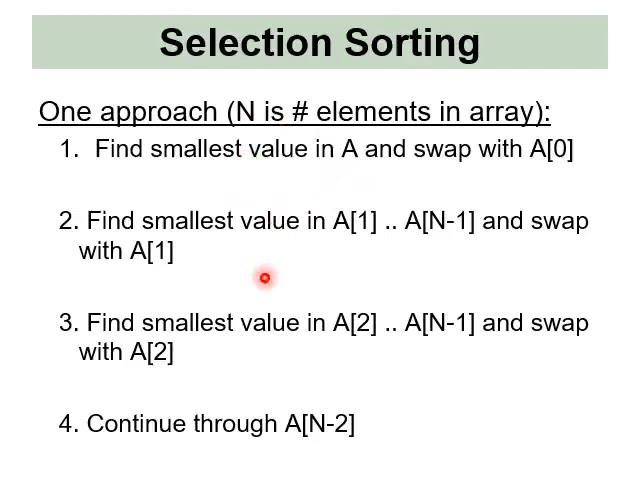 Selection Sorting
One approach (N is # elements in array):
1. Find smallest value in A and swap with A[0]
2. Find smallest value in A[1] .. A[N-1] and swap
with A[1]
3. Find smallest value in A[2] .. A[N-1] and swap
with A[2]
4. Continue through A[N-2]